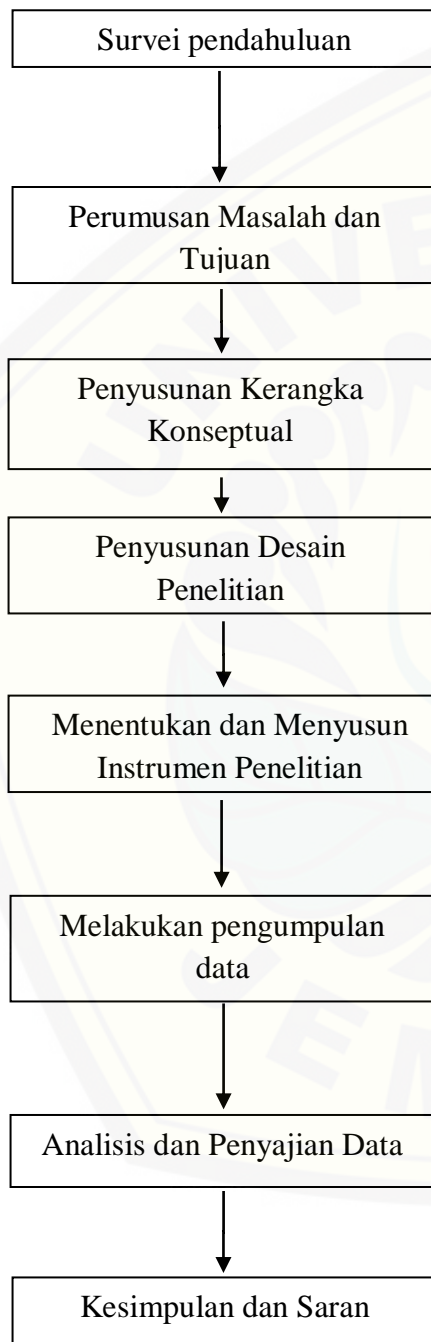 Survei pendahuluan
Perumusan Masalah dan
Tujuan
Penyusunan Kerangka
Konseptual
Penyusunan Desain
Penelitian
Menentukan dan Menyusun
Instrumen Penelitian
Melakukan pengumpulan
data
Analisis dan Penyajian Data
Kesimpulan dan Saran